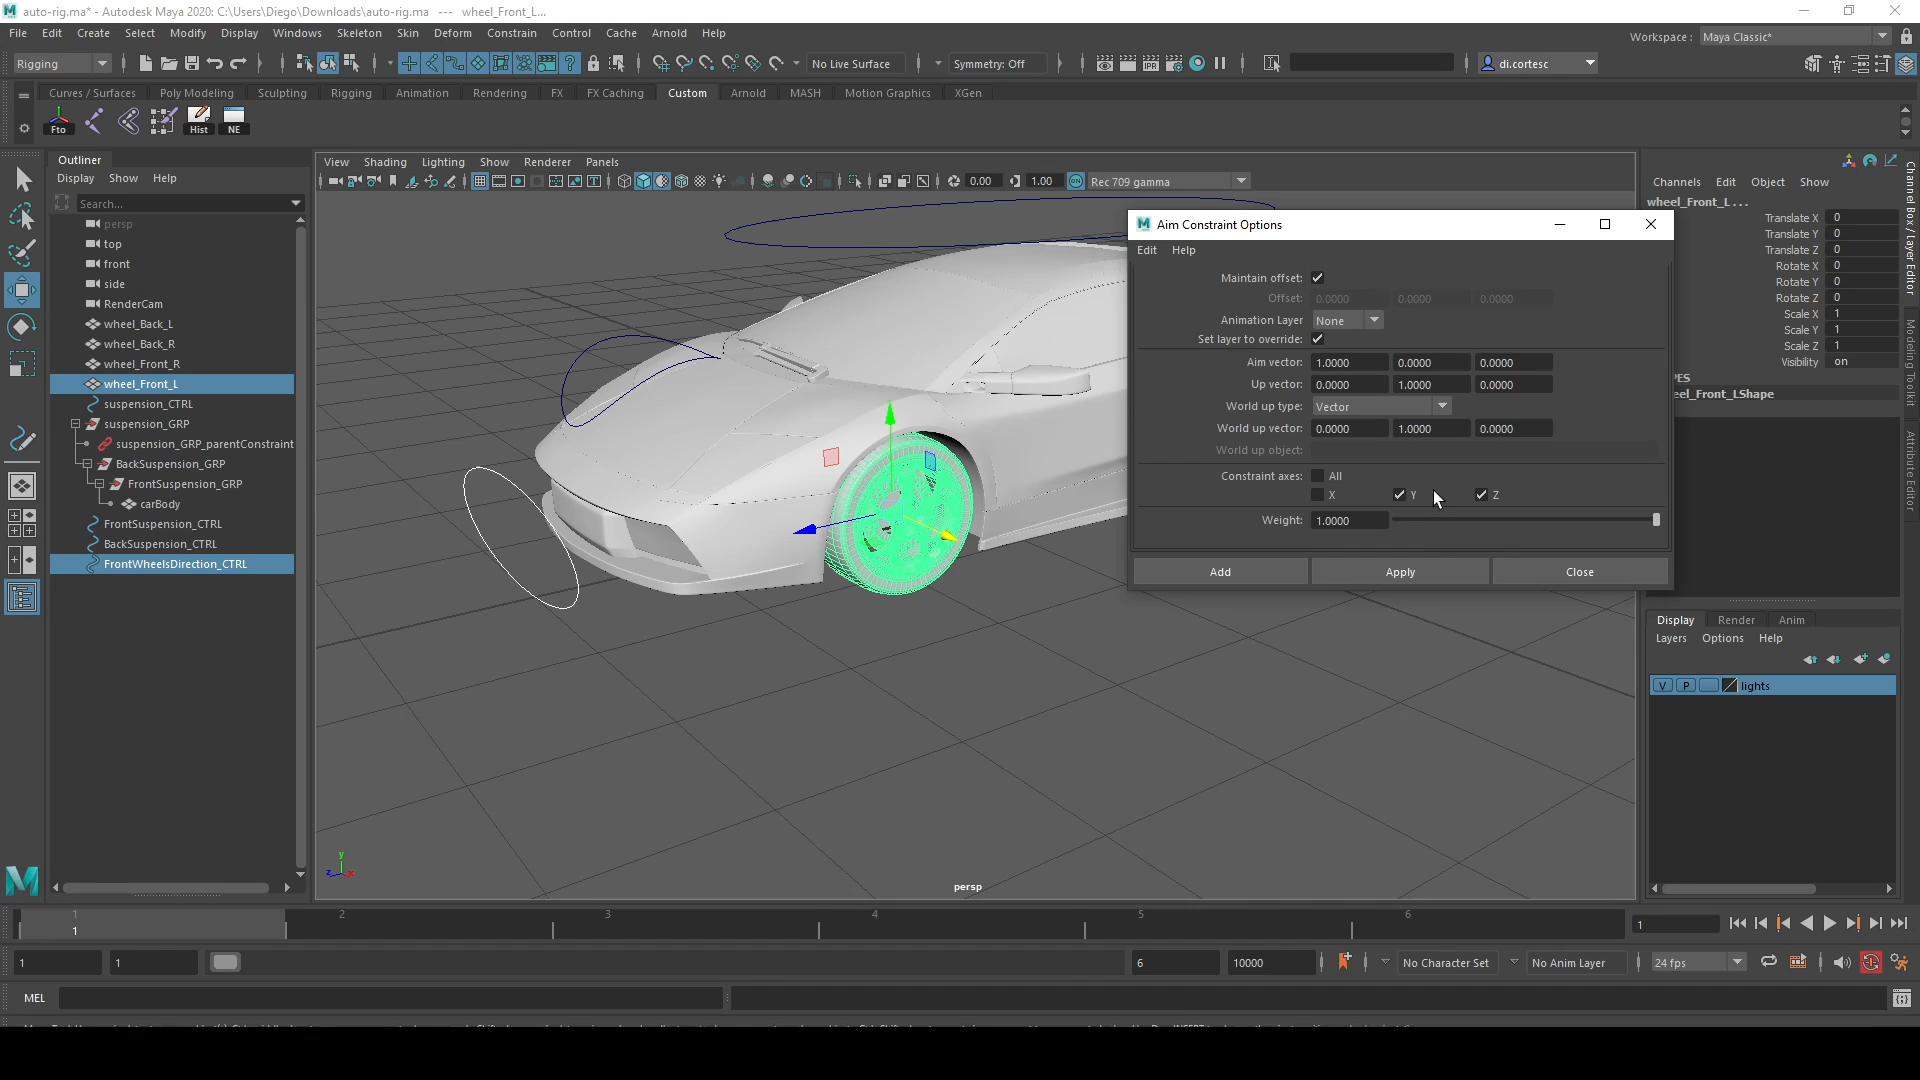 auto-rig.ma* - Autodesk Maya 2020: C:\Users\Diego\Downloads\auto-rig.ma --- wheel_Front_L...
File Edit Create Select Modify Display Windows Skeleton Skin Deform Constrain Control Cache Arnold Help
Workspace : Maya Classic*
Rigging
No Live Surface
Symmetry: Off
di.cortesc
Curves / Surfaces Poly Modeling Sculpting Rigging Animation Rendering FX FX Caching Custom Arnold MASH Motion Graphics XGen
Fto Hist NE
Outliner
Display Show Help
Search...
persp
top
front
side
RenderCam
wheel_Back_L
wheel_Back_R
wheel_Front_R
wheel_Front_L
suspension_CTRL
suspension_GRP
suspension_GRP_parentConstraint
BackSuspension_GRP
FrontSuspension_GRP
carBody
FrontSuspension_CTRL
BackSuspension_CTRL
FrontWheelsDirection_CTRL
View Shading Lighting Show Renderer Panels
0.00 1.00 ON Rec 709 gamma
Aim Constraint Options
Edit Help
Maintain offset:
Offset: 0.0000 0.0000 0.0000
Animation Layer None
Set layer to override:
Aim vector: 1.0000 0.0000 0.0000
Up vector: 0.0000 1.0000 0.0000
World up type: Vector
World up vector: 0.0000 1.0000 0.0000
World up object:
Constraint axes: All
X Y Z
Weight: 1.0000
Add Apply Close
y
z x
persp
Channels Edit Object Show
wheel_Front_L . . .
Translate X 0
Translate Y 0
Translate Z 0
Rotate X 0
Rotate Y 0
Rotate Z 0
Scale X 1
Scale Y 1
Scale Z 1
Visibility on
PES
eel_Front_LShape
Channel Box / Layer Editor
Modeling Toolkit
Attribute Editor
Display Render Anim
Layers Options Help
V P lights
1 2 3 4 5 6
1
1
1 1 6 10000 No Character Set No Anim Layer 24 fps
MEL